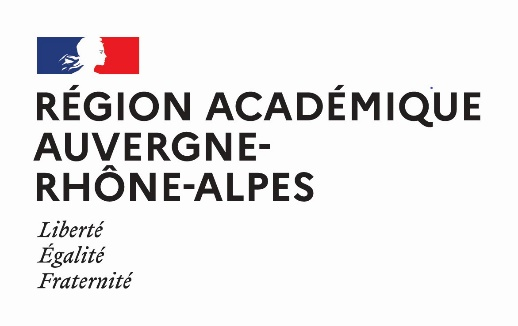 RÉGION ACADÉMIQUE
AUVERGNE-
RHÔNE-ALPES
Liberté
Égalité
Fraternité